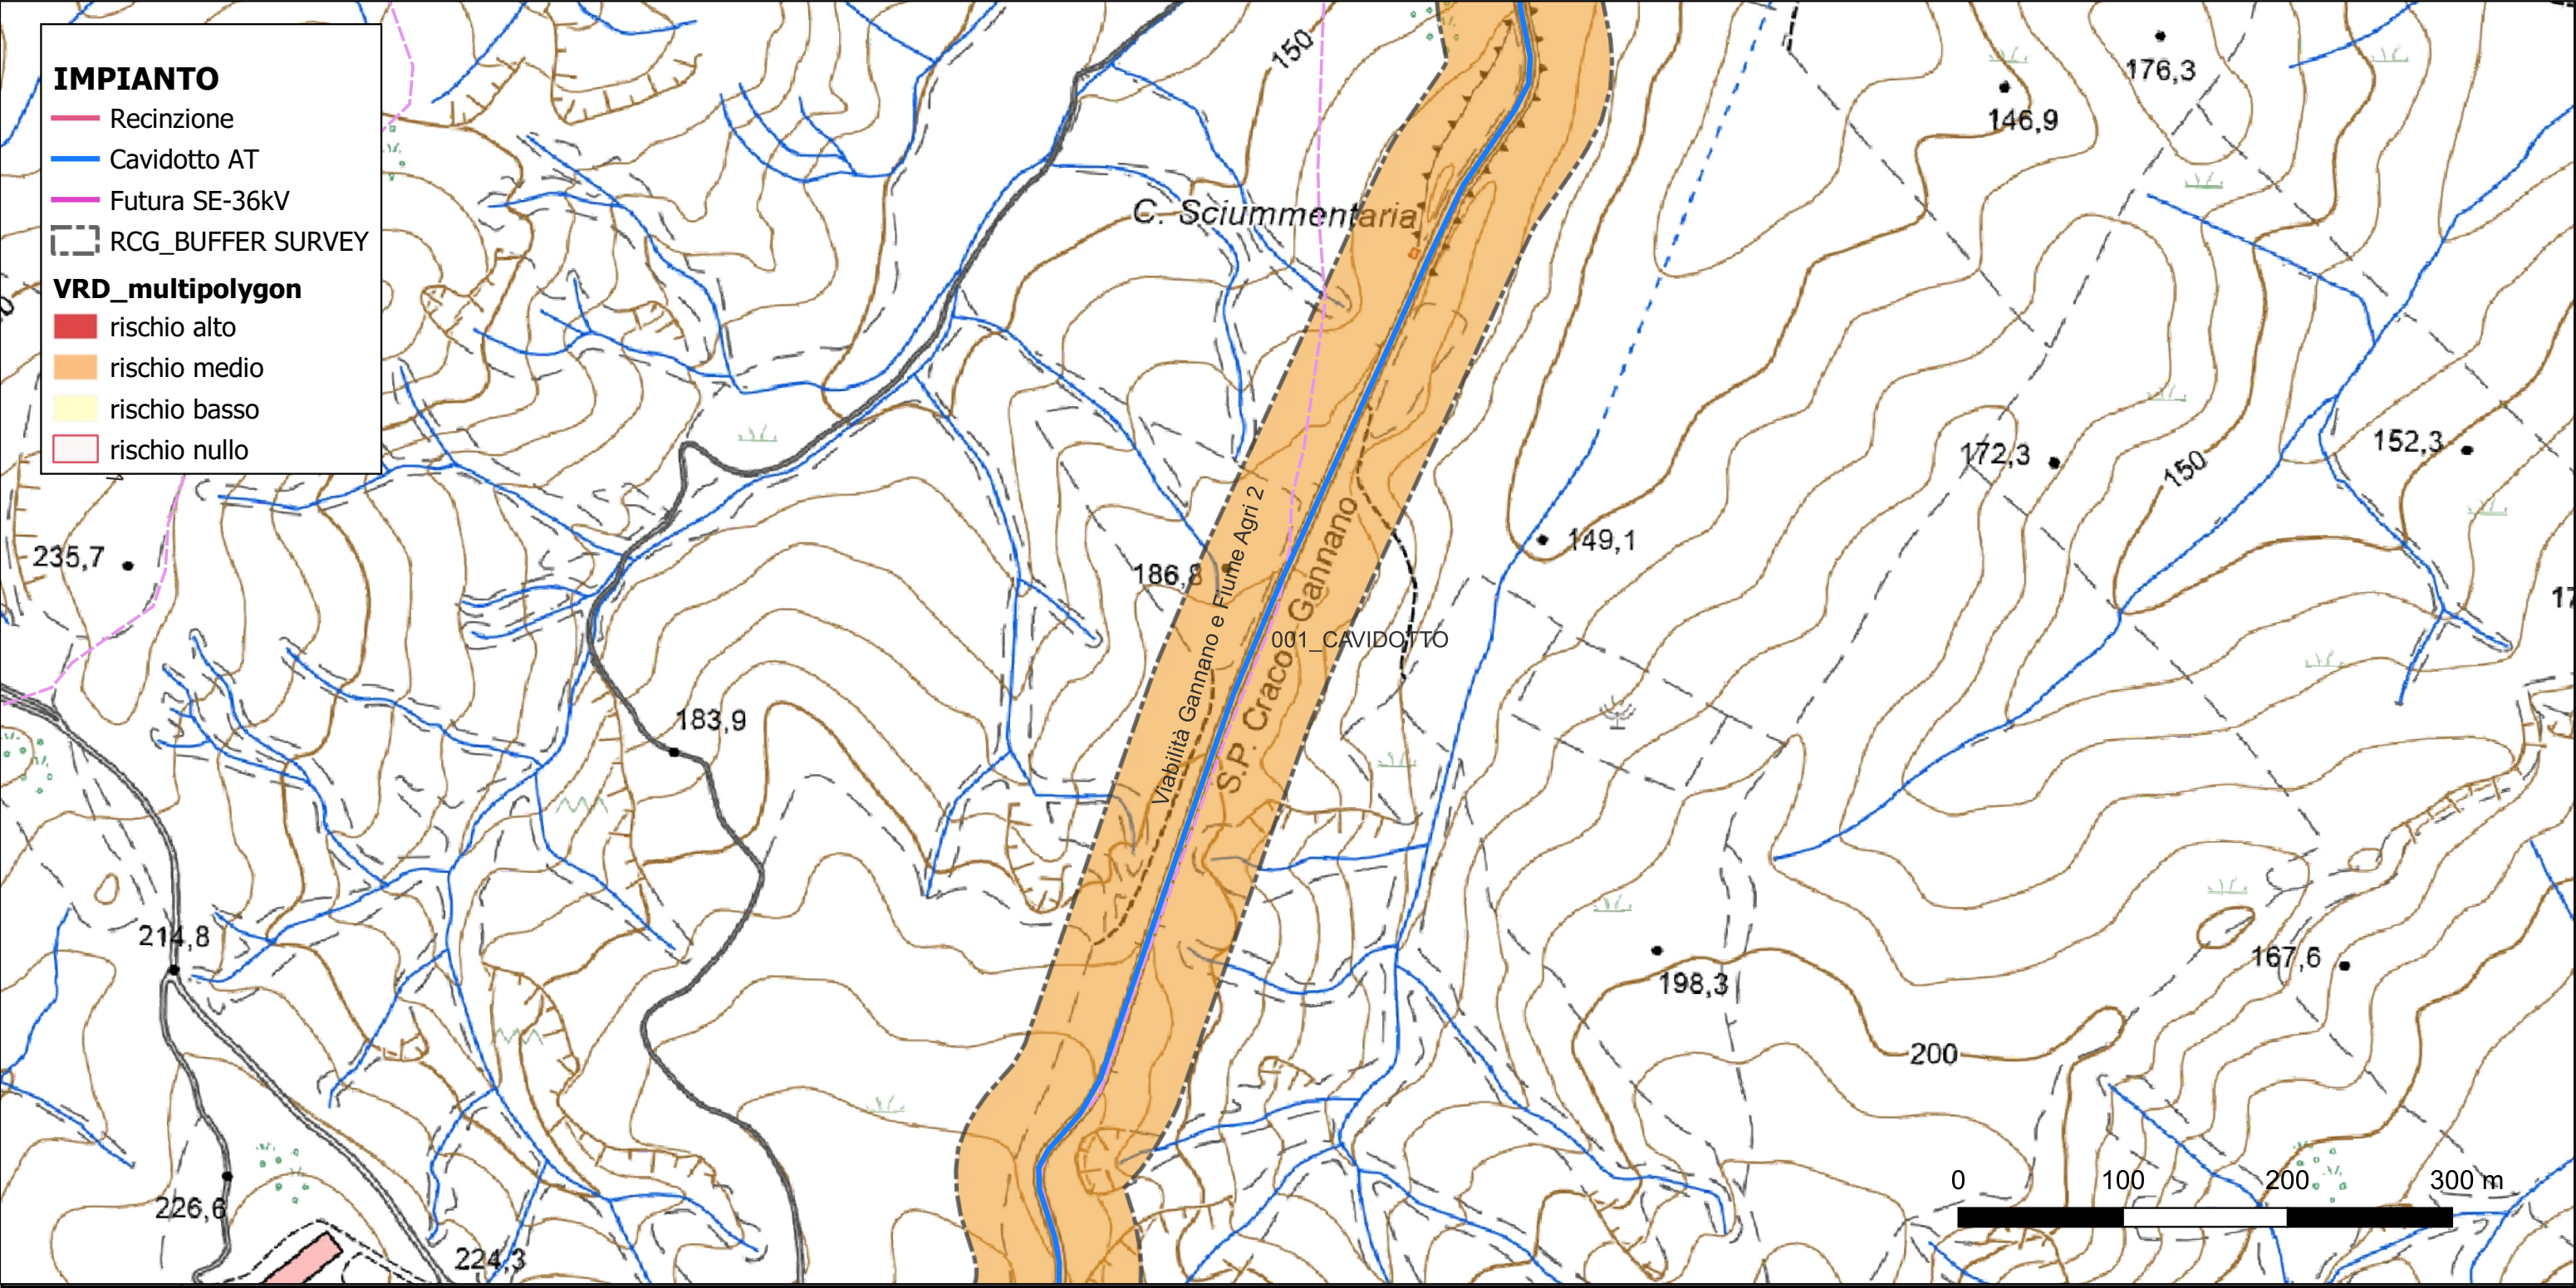 IMPIANTO
Recinzione
Cavidotto AT
Futura SE-36kV
RCG_BUFFER SURVEY
VRD_multipolygon
rischio alto
rischio medio
rischio basso
rischio nullo
150
176,3
146,9
C. Sciummentaria
172,3
150
152,3
235,7
149,1
186,8
Viabilità Gannano e Fiume Agri 2
S.P. Craco Gannano
001_CAVIDOTTO
183,9
214,8
198,3
167,6
200
226,6
224,3
0 100 200 300 m